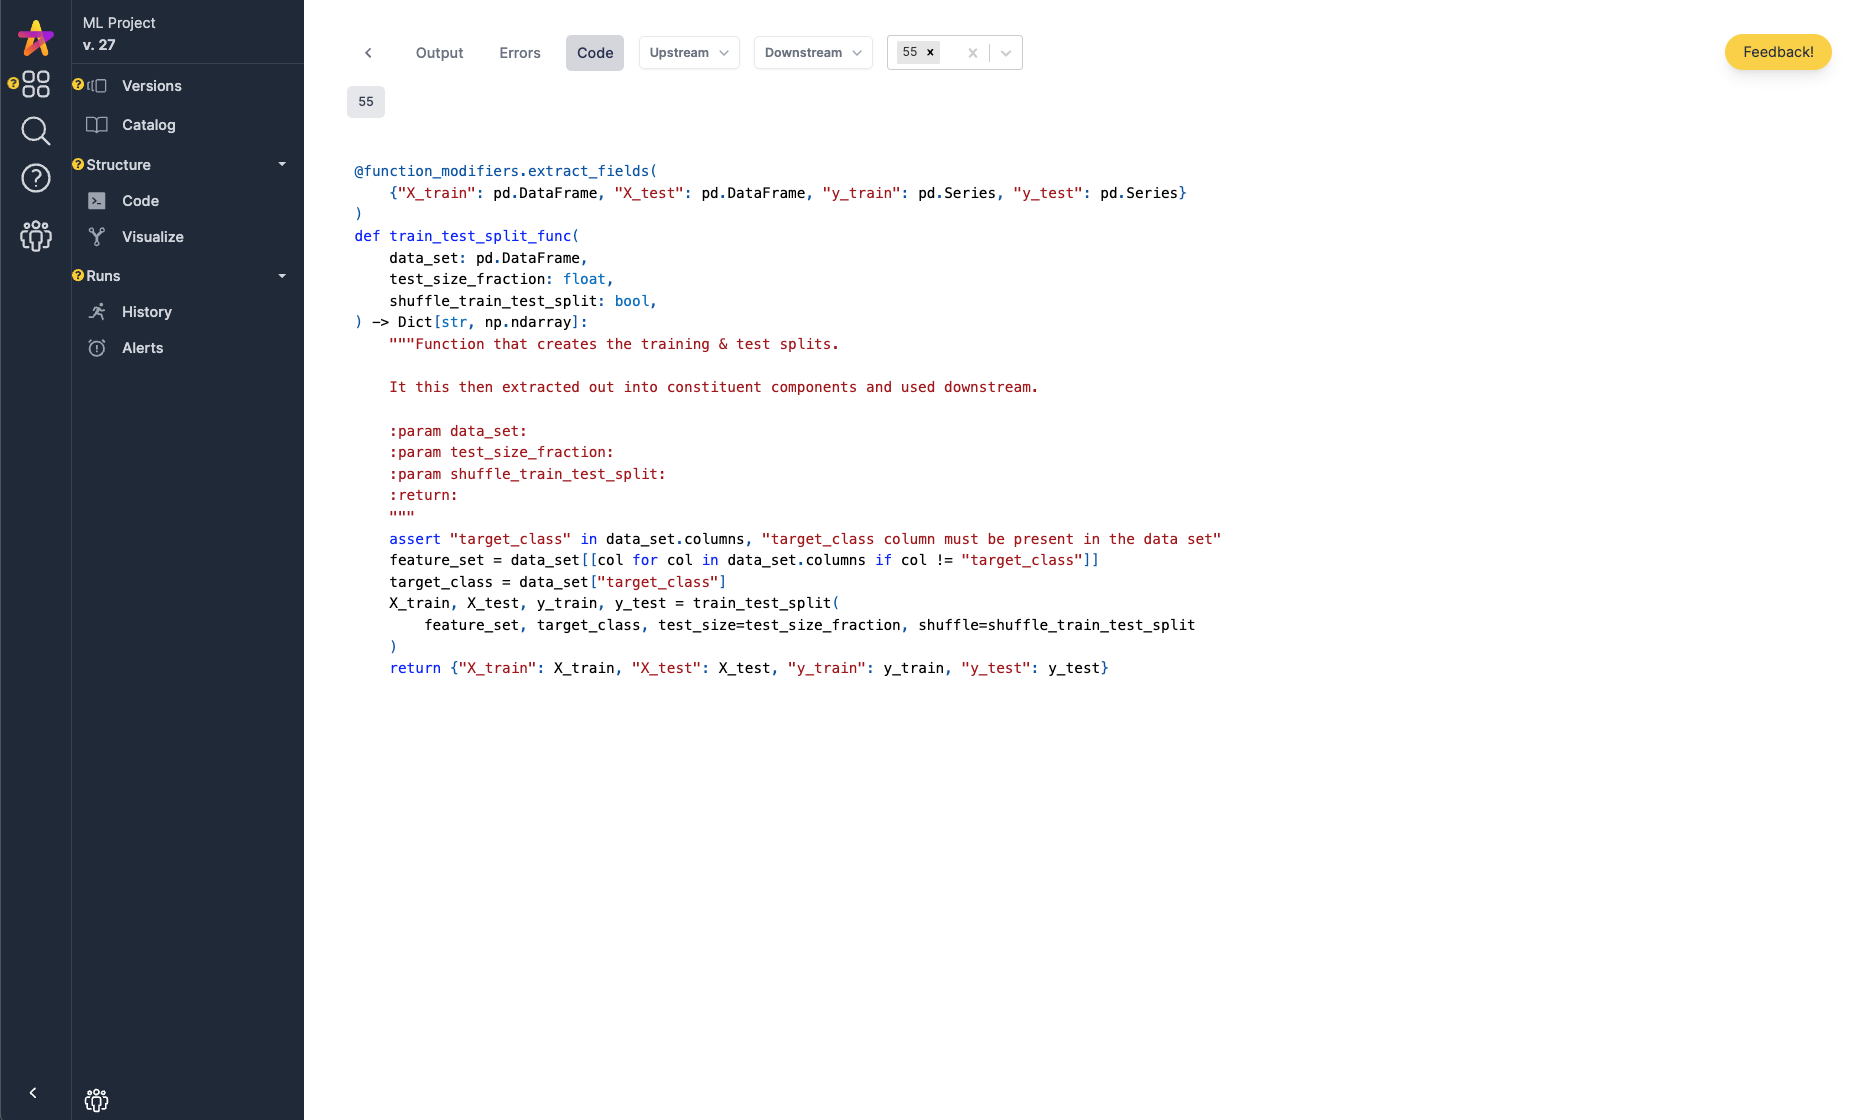 ML Project
v. 27
Versions
Catalog
Structure
Code
Visualize
Runs
History
Alerts
Output Errors Code Upstream Downstream 55 Feedback!
55
@function_modifiers.extract_fields(
    {"X_train": pd.DataFrame, "X_test": pd.DataFrame, "y_train": pd.Series, "y_test": pd.Series}
)
def train_test_split_func(
    data_set: pd.DataFrame,
    test_size_fraction: float,
    shuffle_train_test_split: bool,
) -> Dict[str, np.ndarray]:
    """Function that creates the training & test splits.
    It this then extracted out into constituent components and used downstream.
    :param data_set:
    :param test_size_fraction:
    :param shuffle_train_test_split:
    :return:
    """
    assert "target_class" in data_set.columns, "target_class column must be present in the data set"
    feature_set = data_set[[col for col in data_set.columns if col != "target_class"]]
    target_class = data_set["target_class"]
    X_train, X_test, y_train, y_test = train_test_split(
        feature_set, target_class, test_size=test_size_fraction, shuffle=shuffle_train_test_split
    )
    return {"X_train": X_train, "X_test": X_test, "y_train": y_train, "y_test": y_test}